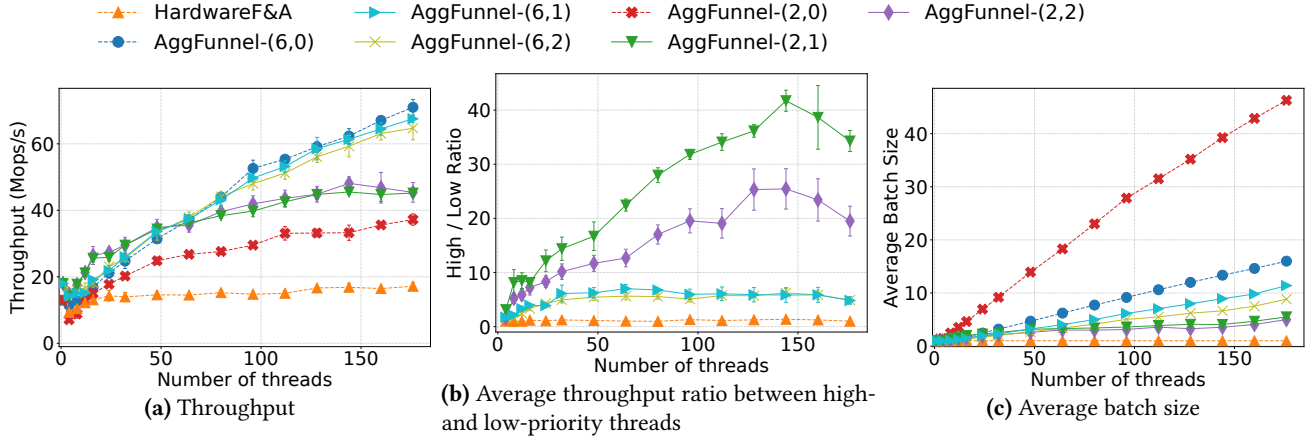 HardwareF&A
AggFunnel-(6,1)
AggFunnel-(2,0)
AggFunnel-(2,2)
AggFunnel-(6,0)
AggFunnel-(6,2)
AggFunnel-(2,1)
Throughput (Mops/s)
60
40
20
0
0
50
100
150
Number of threads
(a) Throughput
High / Low Ratio
40
30
20
10
0
0
50
100
150
Number of threads
(b) Average throughput ratio between high-
and low-priority threads
Average Batch Size
40
30
20
10
0
0
50
100
150
Number of threads
(c) Average batch size